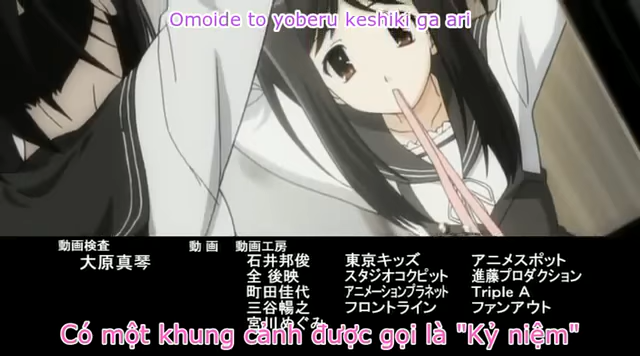 Omoide to yoberu keshiki ga ari
動画検査
大原真琴
動 画
動画工房
石井邦俊
全 後映
町田佳代
三谷暢之
宮川めぐみ
東京キッズ
スタジオコクピット
アニメーションプラネット
フロントライン
アニメスポット
進藤プロダクション
Triple A
ファンアウト
Có một khung cảnh được gọi là "Kỷ niệm"